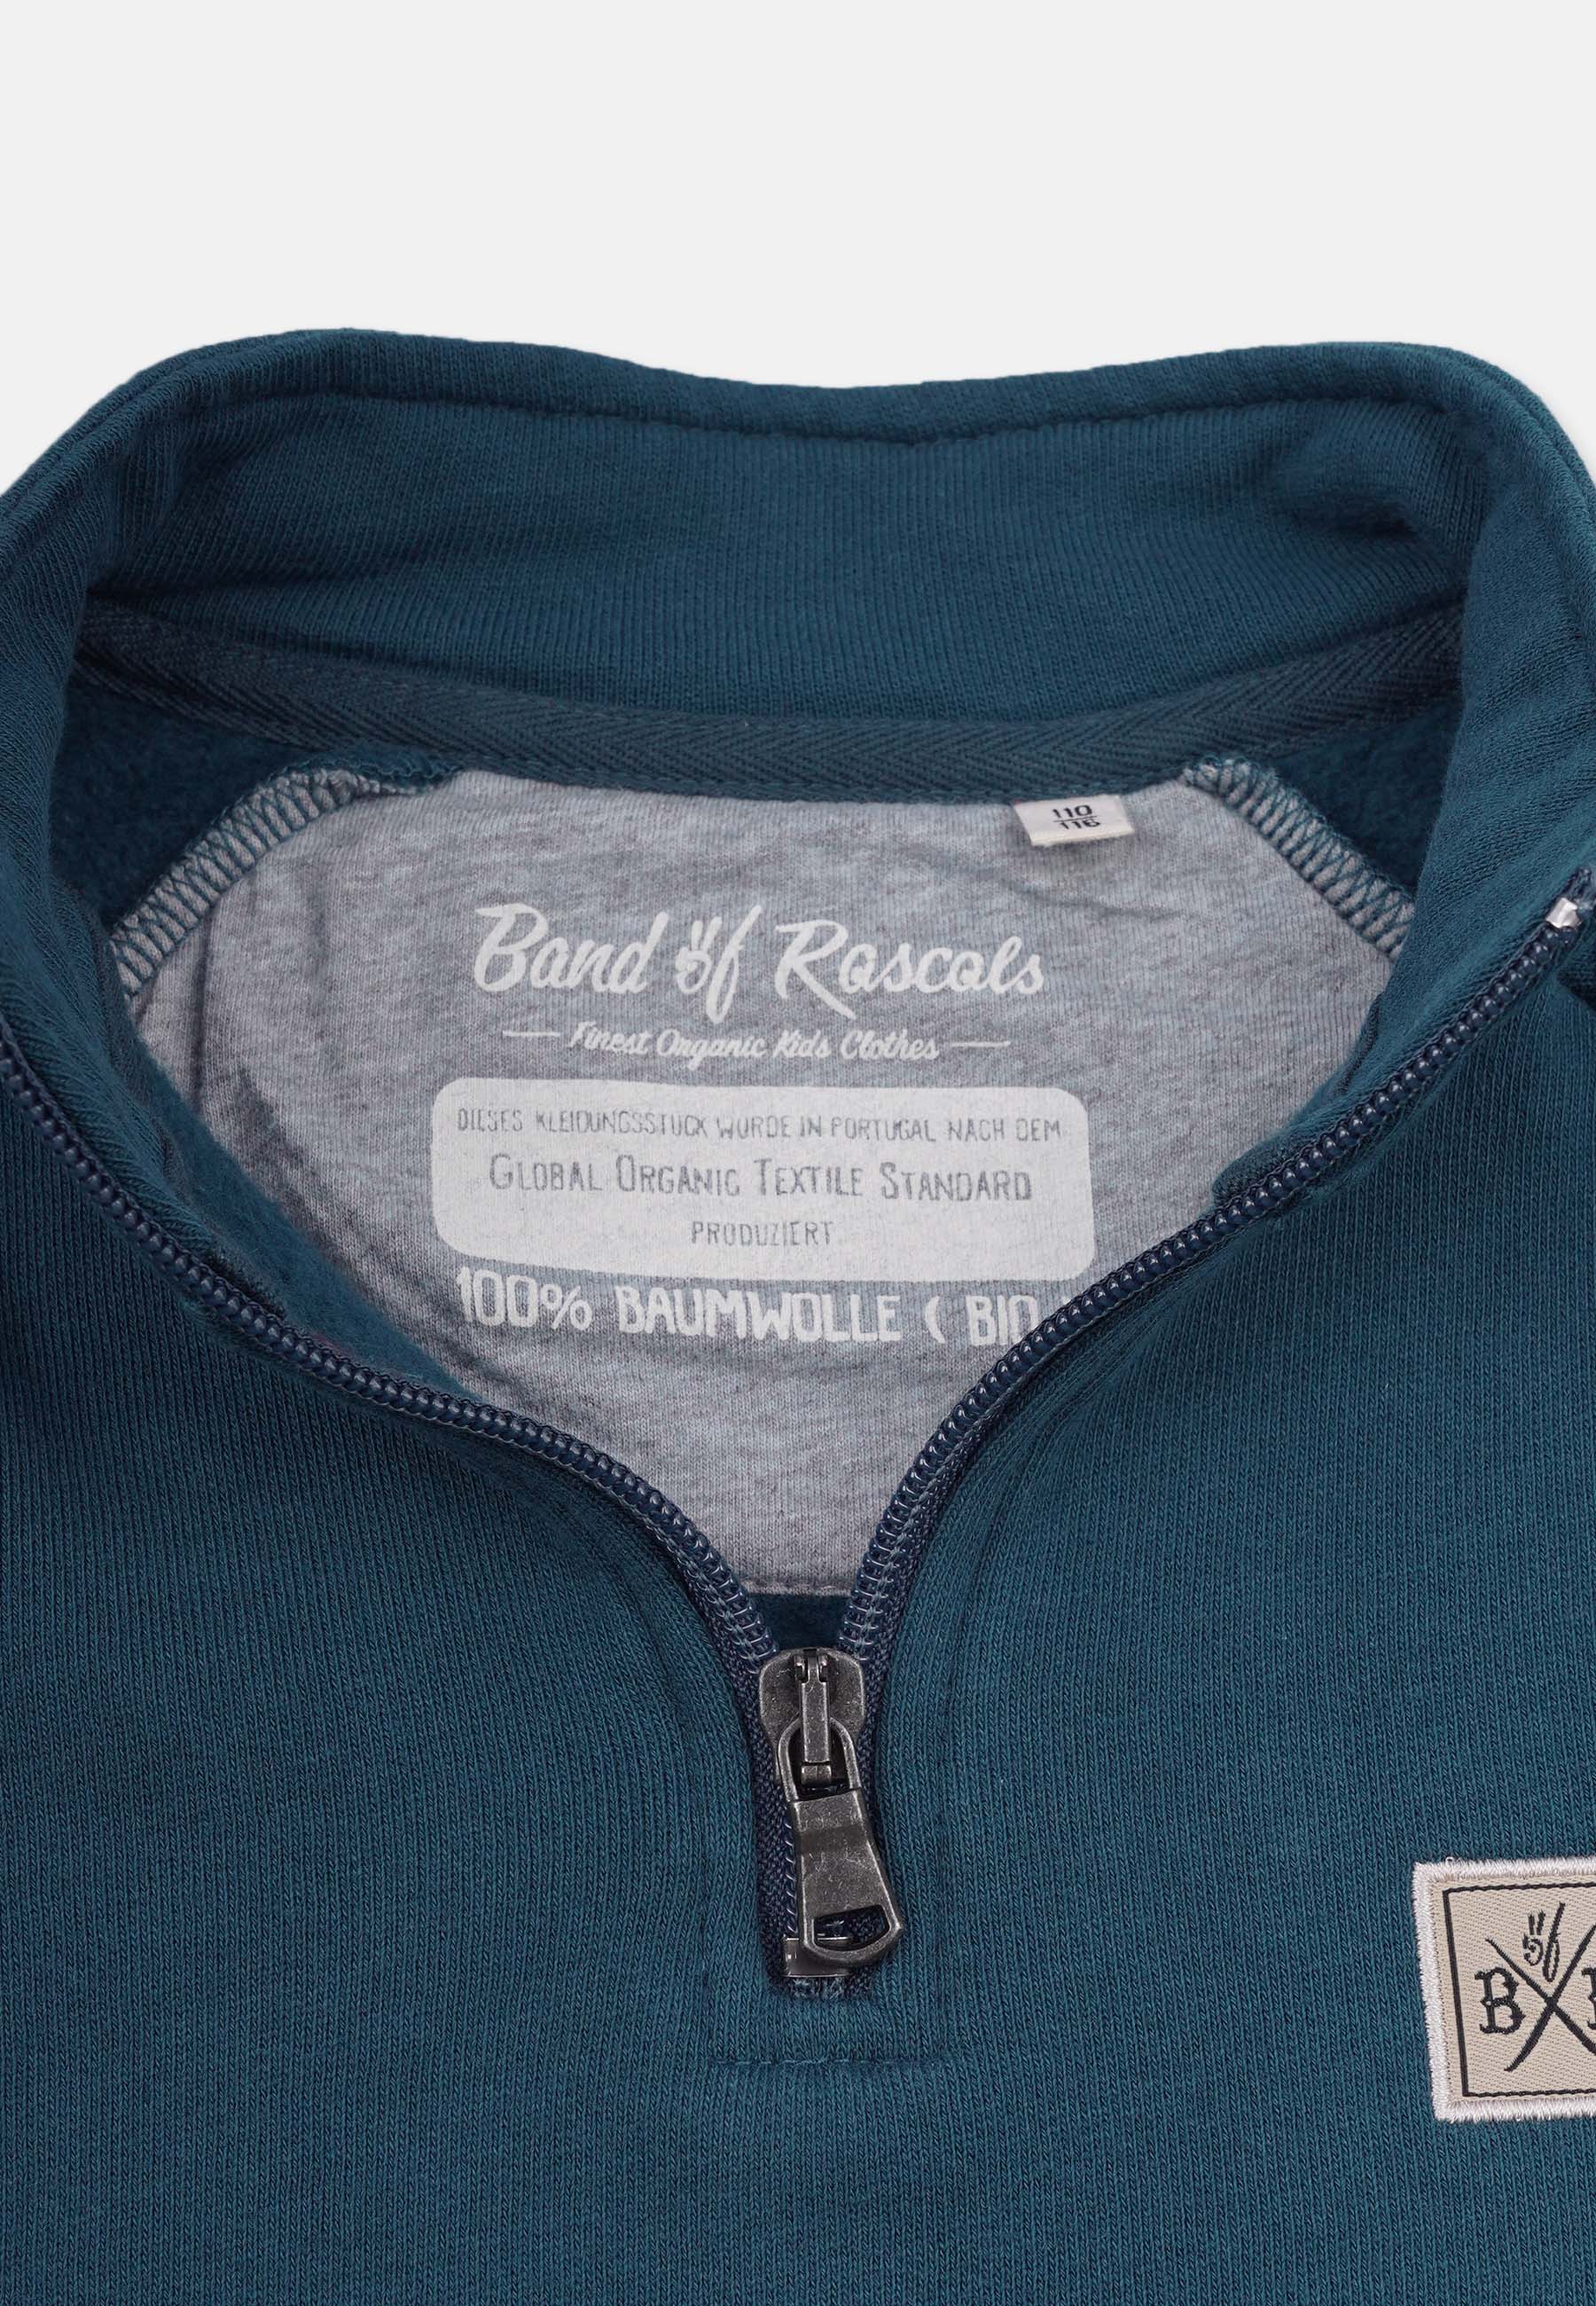 110
116
Band of Rascals
Finest Organic Kids Clothes
DIESES KLEIDUNGSSTÜCK WURDE IN PORTUGAL NACH DEM
GLOBAL ORGANIC TEXTILE STANDARD
PRODUZIERT
100% BAUMWOLLE ( BIO
of
B